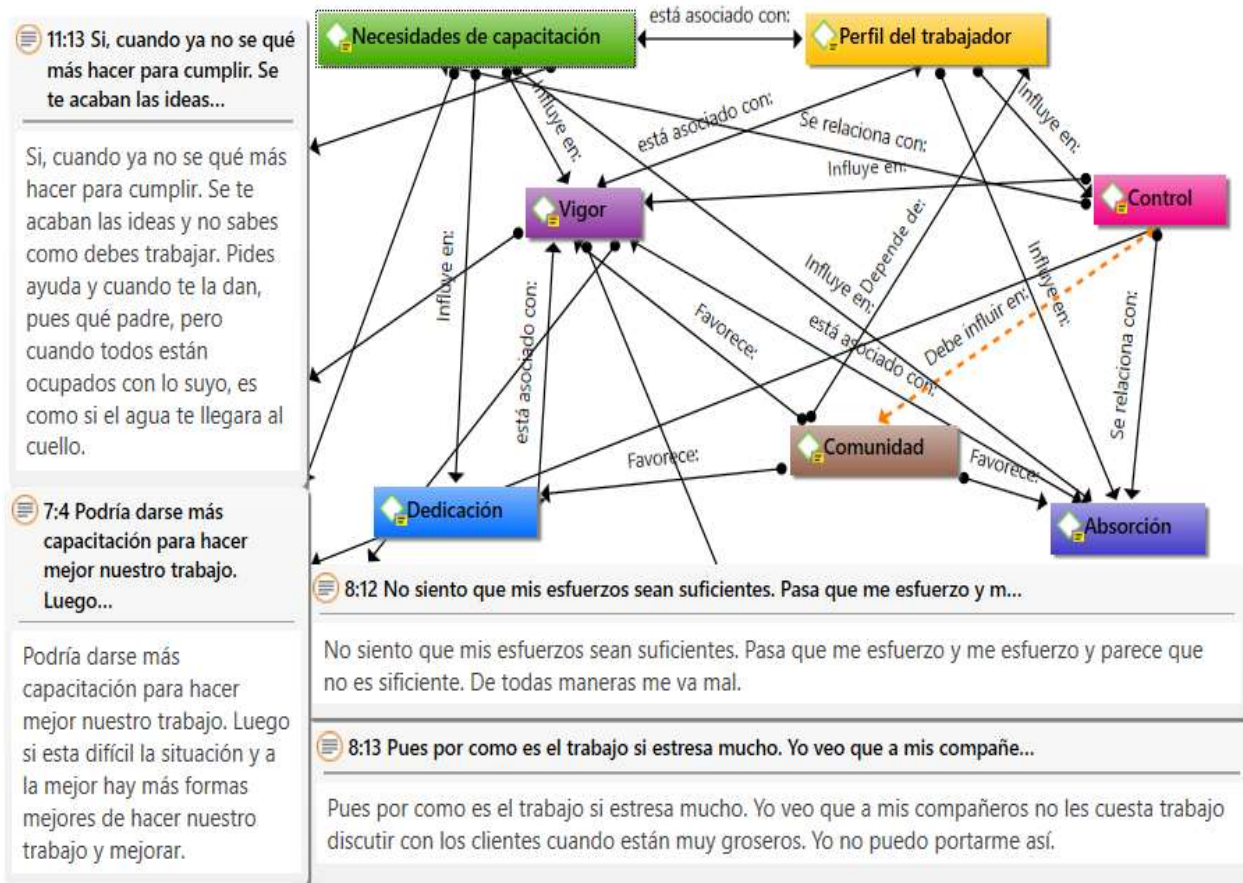 11:13 Si, cuando ya no se qué
más hacer para cumplir. Se
te acaban las ideas...
Si, cuando ya no se qué más
hacer para cumplir. Se te
acaban las ideas y no sabes
como debes trabajar. Pides
ayuda y cuando te la dan,
pues qué padre, pero
cuando todos están
ocupados con lo suyo, es
como si el agua te llegara al
cuello.
7:4 Podría darse más
capacitación para hacer
mejor nuestro trabajo.
Luego...
Podría darse más
capacitación para hacer
mejor nuestro trabajo. Luego
si esta difícil la situación y a
la mejor hay más formas
mejores de hacer nuestro
trabajo y mejorar.
Necesidades de capacitación
está asociado con:
Perfil del trabajador
Influye en:
está asociado con:
Se relaciona con:
Influye en:
Influye en:
Vigor
Control
Influye en:
está asociado con:
Favorece:
Depende de:
Influye en:
está asociado con:
Debe influir en:
Influye en:
Se relaciona con:
Comunidad
Favorece:
Favorece:
Dedicación
Absorción
8:12 No siento que mis esfuerzos sean suficientes. Pasa que me esfuerzo y m...
No siento que mis esfuerzos sean suficientes. Pasa que me esfuerzo y me esfuerzo y parece que
no es sificiente. De todas maneras me va mal.
8:13 Pues por como es el trabajo si estresa mucho. Yo veo que a mis compañe...
Pues por como es el trabajo si estresa mucho. Yo veo que a mis compañeros no les cuesta trabajo
discutir con los clientes cuando están muy groseros. Yo no puedo portarme así.